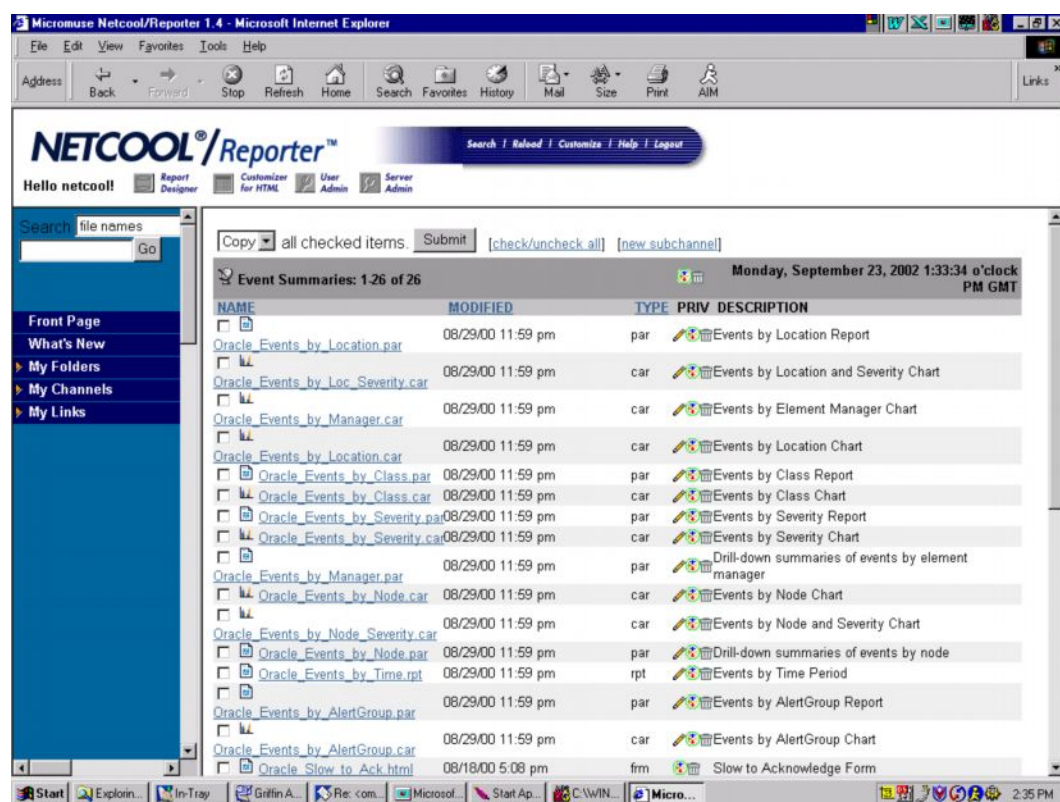 Micromuse Netcool/Reporter 1.4 - Microsoft Internet Explorer
File Edit View Favorites Tools Help
Address Back Forward Stop Refresh Home Search Favorites History Mail Size Print AIM Links »
NETCOOL®/Reporter™
Search | Reload | Customize | Help | Logout
Hello netcool! Report Designer Customizer for HTML User Admin Server Admin
Search file names
Go
Front Page
What's New
My Folders
My Channels
My Links
Copy all checked items. Submit [check/uncheck all] [new subchannel]
Event Summaries: 1-26 of 26 Monday, September 23, 2002 1:33:34 o'clock PM GMT
NAME MODIFIED TYPE PRIV DESCRIPTION
Oracle_Events_by_Location.par 08/29/00 11:59 pm par Events by Location Report
Oracle_Events_by_Loc_Severity.car 08/29/00 11:59 pm car Events by Location and Severity Chart
Oracle_Events_by_Manager.car 08/29/00 11:59 pm car Events by Element Manager Chart
Oracle_Events_by_Location.car 08/29/00 11:59 pm car Events by Location Chart
Oracle_Events_by_Class.par 08/29/00 11:59 pm par Events by Class Report
Oracle_Events_by_Class.car 08/29/00 11:59 pm car Events by Class Chart
Oracle_Events_by_Severity.par 08/29/00 11:59 pm par Events by Severity Report
Oracle_Events_by_Severity.car 08/29/00 11:59 pm car Events by Severity Chart
Oracle_Events_by_Manager.par 08/29/00 11:59 pm par Drill-down summaries of events by element manager
Oracle_Events_by_Node.car 08/29/00 11:59 pm car Events by Node Chart
Oracle_Events_by_Node_Severity.car 08/29/00 11:59 pm car Events by Node and Severity Chart
Oracle_Events_by_Node.par 08/29/00 11:59 pm par Drill-down summaries of events by node
Oracle_Events_by_Time.rpt 08/29/00 11:59 pm rpt Events by Time Period
Oracle_Events_by_AlertGroup.par 08/29/00 11:59 pm par Events by AlertGroup Report
Oracle_Events_by_AlertGroup.car 08/29/00 11:59 pm car Events by AlertGroup Chart
Oracle_Slow_to_Ack.html 08/18/00 5:08 pm frm Slow to Acknowledge Form
Start Explorin... In-Tray Griffin A... Re: com... Microsof... Start Ap... C:\WIN... Micro... 2:35 PM